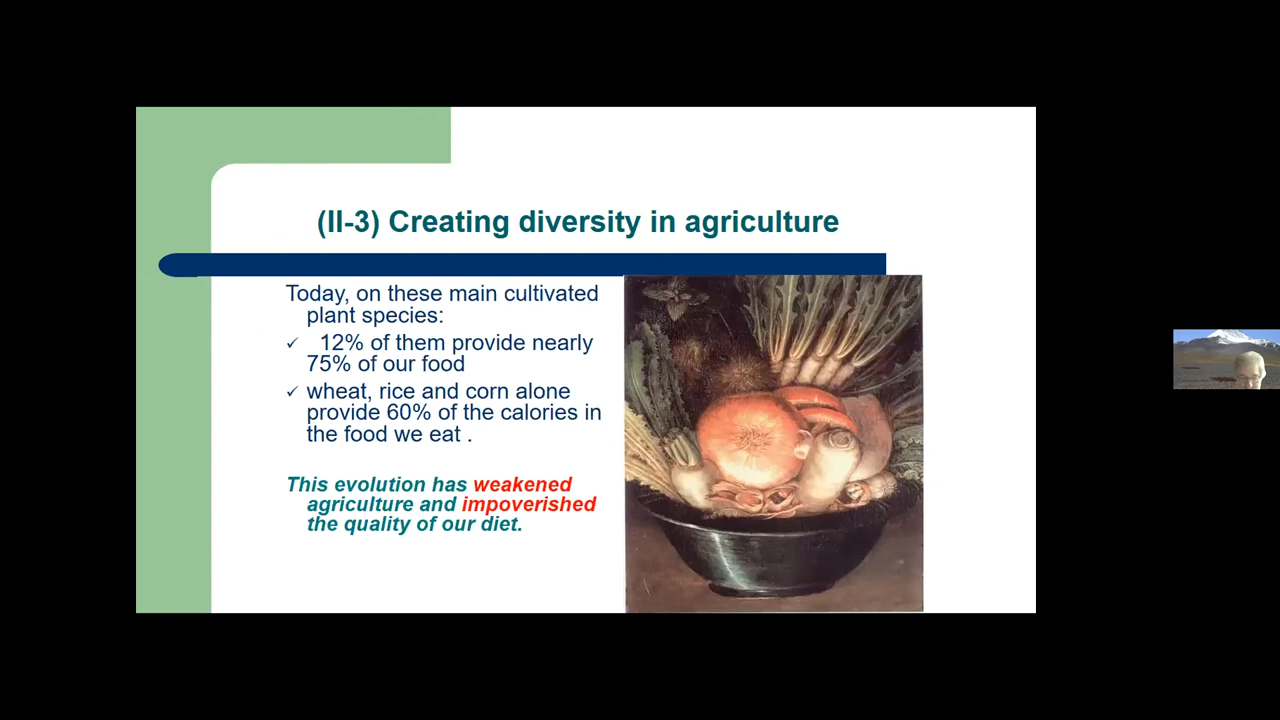 (II-3) Creating diversity in agriculture
Today, on these main cultivated
plant species:
✓ 12% of them provide nearly
75% of our food
✓ wheat, rice and corn alone
provide 60% of the calories in
the food we eat .
This evolution has weakened
agriculture and impoverished
the quality of our diet.